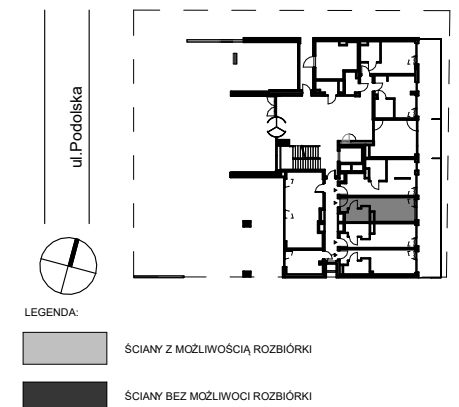 ul.Podolska
LEGENDA:
ŚCIANY Z MOŻLIWOŚCIĄ ROZBIÓRKI
ŚCIANY BEZ MOŻLIWOCI ROZBIÓRKI